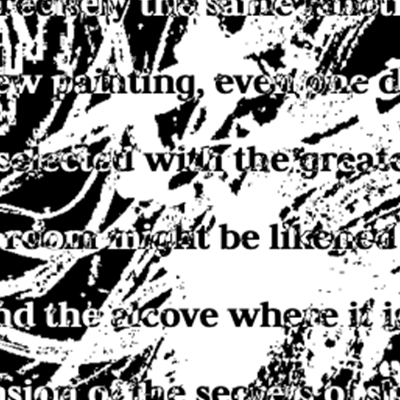 recisely the same
ew painting, even one d
selected with the greate
room might be likened
nd the alcove where it is
nsion of the secrets of s